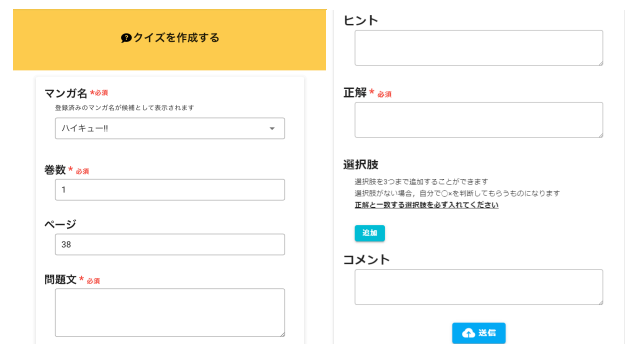 クイズを作成する
マンガ名 *必須
登録済みのマンガ名が候補として表示されます
ハイキュー!!
巻数 * 必須
1
ページ
38
問題文 * 必須
ヒント
正解 * 必須
選択肢
選択肢を3つまで追加することができます
選択肢がない場合、自分で○×を判断してもらうものになります
正解と一致する選択肢を必ず入れてください
追加
コメント
送信